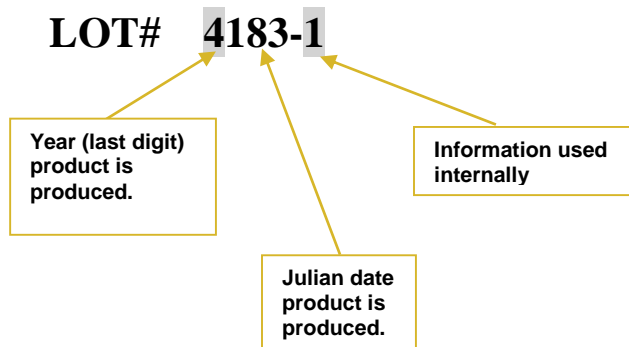 LOT# 4183-1
Year (last digit)
product is
produced.
Information used
internally
Julian date
product is
produced.